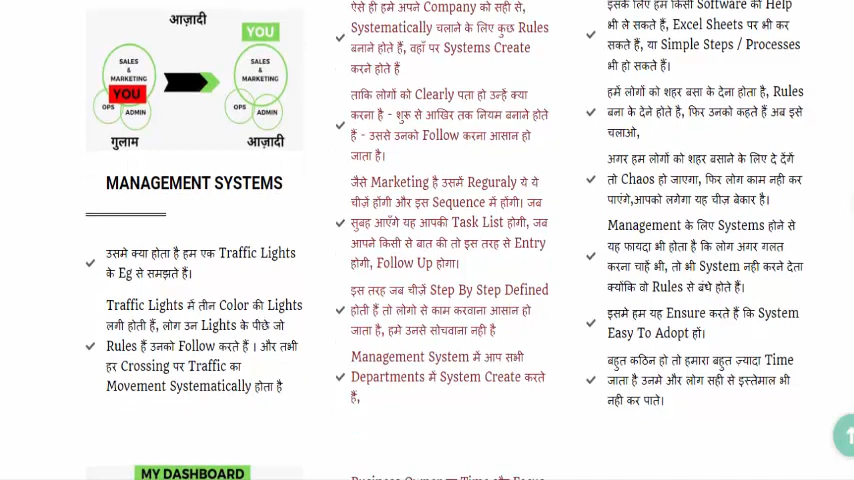 आज़ादी
YOU
SALES
&
MARKETING
YOU
OPS
ADMIN
गुलाम
SALES
&
MARKETING
OPS
ADMIN
आज़ादी
MANAGEMENT SYSTEMS
उसमे क्या होता है हम एक Traffic Lights
के Eg से समझते हैं।
Traffic Lights में तीन Color की Lights
लगी होती हैं, लोग उन Lights के पीछे जो
Rules हैं उनको Follow करते हैं । और तभी
हर Crossing पर Traffic का
Movement Systematically होता है
MY DASHBOARD
ऐसे ही हमे अपने Company को सही से,
Systematically चलाने के लिए कुछ Rules
बनाने होते हैं, वहाँ पर Systems Create
करने होते हैं
ताकि लोगों को Clearly पता हो उन्हें क्या
करना है - शुरू से आखिर तक नियम बनाने होते
हैं - उससे उनको Follow करना आसान हो
जाता है।
जैसे Marketing है उसमें Reguraly ये ये
चीज़ें होंगी और इस Sequence में होंगी। जब
सुबह आएँगे यह आपकी Task List होगी, जब
आपने किसी से बात की तो इस तरह से Entry
होगी, Follow Up होगा।
इस तरह जब चीज़ें Step By Step Defined
होती हैं तो लोगो से काम करवाना आसान हो
जाता है, हमे उनसे सोचवाना नही है
Management System में आप सभी
Departments में System Create करते
हैं,
Business Owner का Time और Focus
इसके लिए हम किसी Software की Help
भी ले सकते हैं, Excel Sheets पर भी कर
सकते हैं, या Simple Steps / Processes
भी हो सकते हैं।
हमें लोगों को शहर बसा के देना होता है, Rules
बना के देने होते है, फिर उनको कहते हैं अब इसे
चलाओ,
अगर हम लोगों को शहर बसाने के लिए दे देंगे
तो Chaos हो जाएगा, फिर लोग काम नही कर
पाएंगे,आपको लगेगा यह चीज़ बेकार है।
Management के लिए Systems होने से
यह फायदा भी होता है कि लोग अगर गलत
करना चाहें भी, तो भी System नही करने देता
क्योंकि वो Rules से बंधे होते हैं।
इसमे हम यह Ensure करते हैं कि System
Easy To Adopt हों।
बहुत कठिन हो तो हमारा बहुत ज़्यादा Time
जाता है उनमे और लोग सही से इस्तेमाल भी
नही कर पाते।